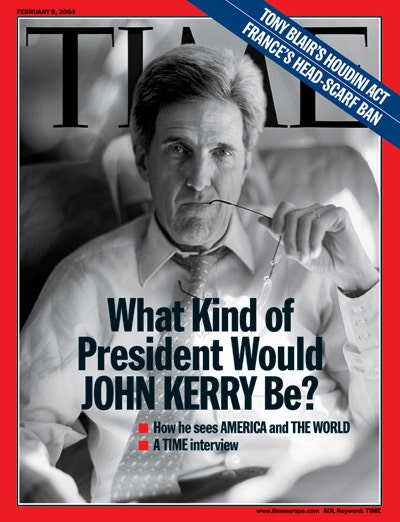 FEBRUARY 9, 2004
TIME
TONY BLAIR'S HOUDINI ACT
FRANCE'S HEAD-SCARF BAN
What Kind of
President Would
JOHN KERRY Be?
How he sees AMERICA and THE WORLD
A TIME interview
www.timeeurope.com AOL Keyword: TIME